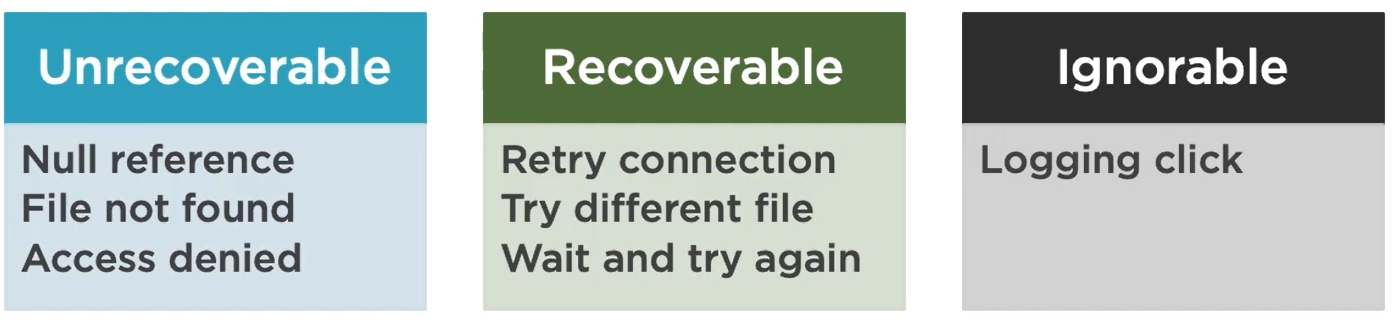 Unrecoverable
Null reference
File not found
Access denied
Recoverable
Retry connection
Try different file
Wait and try again
Ignorable
Logging click